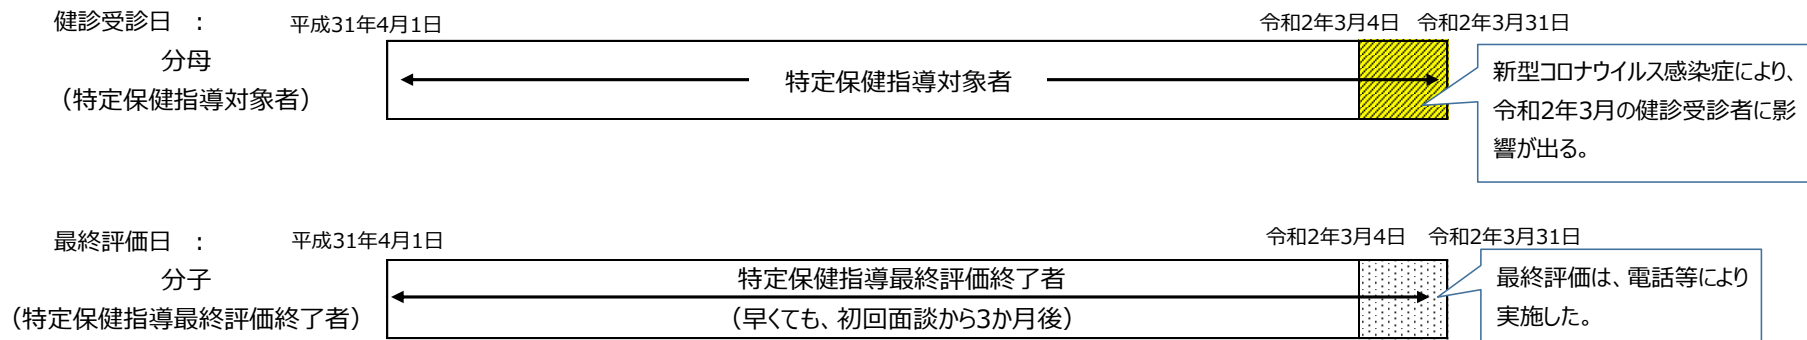 健診受診日 : 平成31年4月1日 令和2年3月4日 令和2年3月31日
分母
(特定保健指導対象者)
特定保健指導対象者
新型コロナウイルス感染症により、
令和2年3月の健診受診者に影
響が出る。
最終評価日 : 平成31年4月1日 令和2年3月4日 令和2年3月31日
分子
(特定保健指導最終評価終了者)
特定保健指導最終評価終了者
(早くても、初回面談から3か月後)
最終評価は、電話等により
実施した。